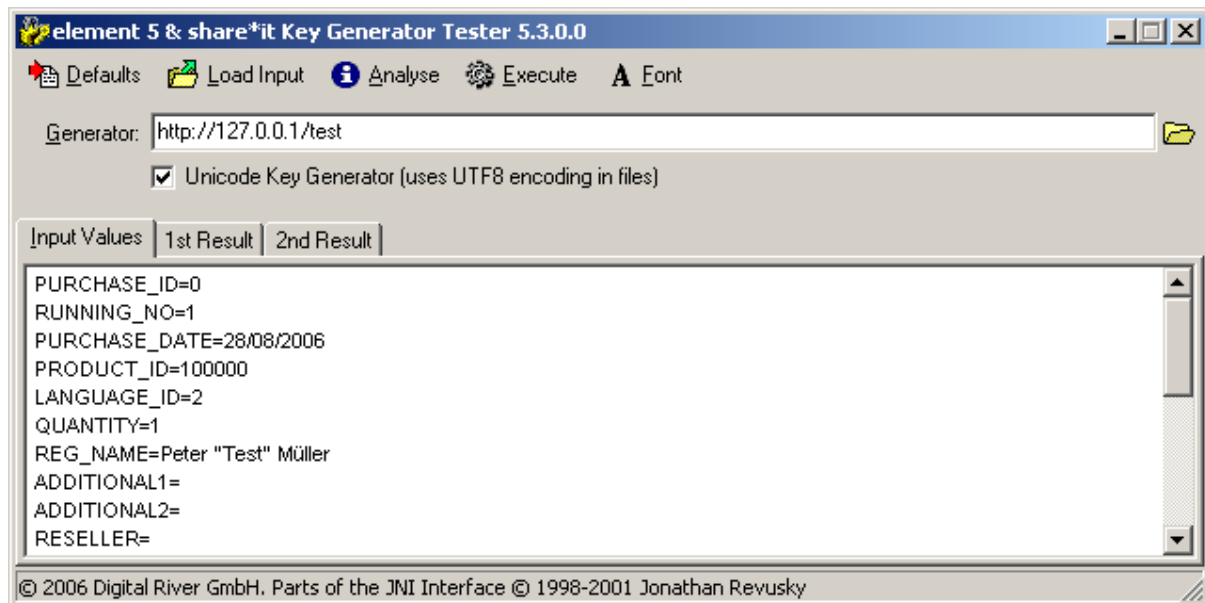 element 5 & share*it Key Generator Tester 5.3.0.0
Defaults Load Input Analyse Execute A Font
Generator: http://127.0.0.1/test
Unicode Key Generator (uses UTF8 encoding in files)
Input Values 1st Result 2nd Result
PURCHASE_ID=0
RUNNING_NO=1
PURCHASE_DATE=28/08/2006
PRODUCT_ID=100000
LANGUAGE_ID=2
QUANTITY=1
REG_NAME=Peter "Test" Müller
ADDITIONAL1=
ADDITIONAL2=
RESELLER=
© 2006 Digital River GmbH. Parts of the JNI Interface © 1998-2001 Jonathan Revusky